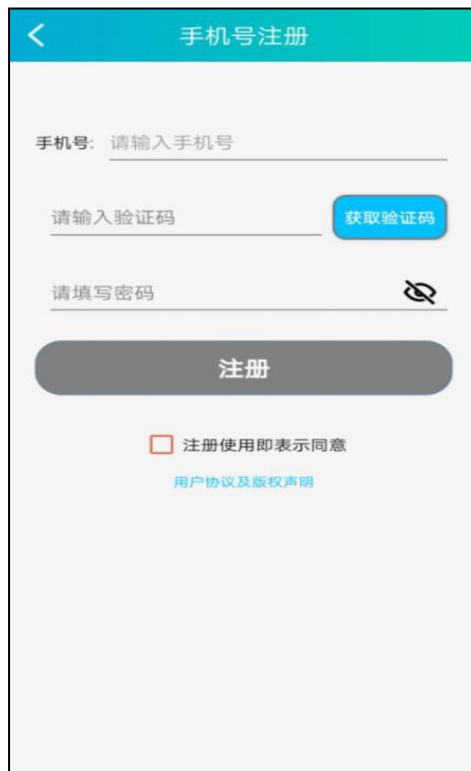 手机号注册
手机号: 请输入手机号
请输入验证码 获取验证码
请填写密码
注册
注册使用即表示同意
用户协议及版权声明